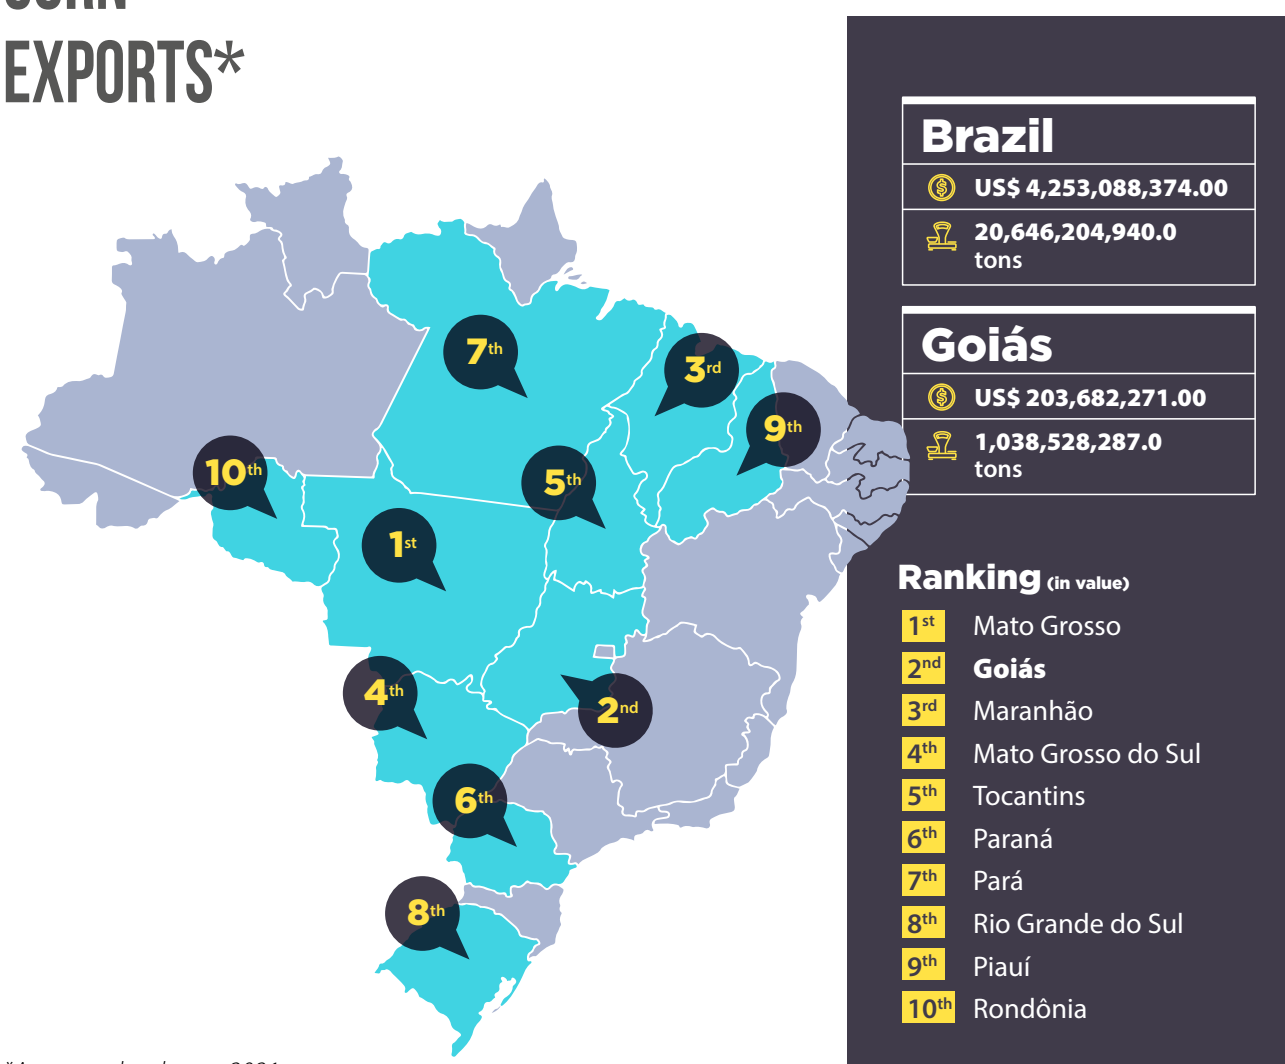 EXPORTS*
7th
3rd
9th
10th
5th
1st
4th
2nd
6th
8th
Brazil
US$ 4,253,088,374.00
20,646,204,940.0
tons
Goiás
US$ 203,682,271.00
1,038,528,287.0
tons
Ranking (in value)
1st Mato Grosso
2nd Goiás
3rd Maranhão
4th Mato Grosso do Sul
5th Tocantins
6th Paraná
7th Pará
8th Rio Grande do Sul
9th Piauí
10th Rondônia